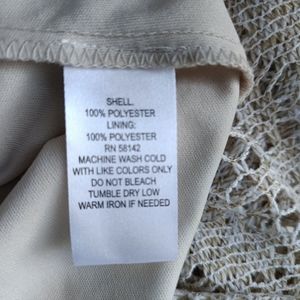 SHELL.
100% POLYESTER
LINING:
100% POLYESTER
RN 58142
MACHINE WASH COLD
WITH LIKE COLORS ONLY
DO NOT BLEACH
TUMBLE DRY LOW
WARM IRON IF NEEDED